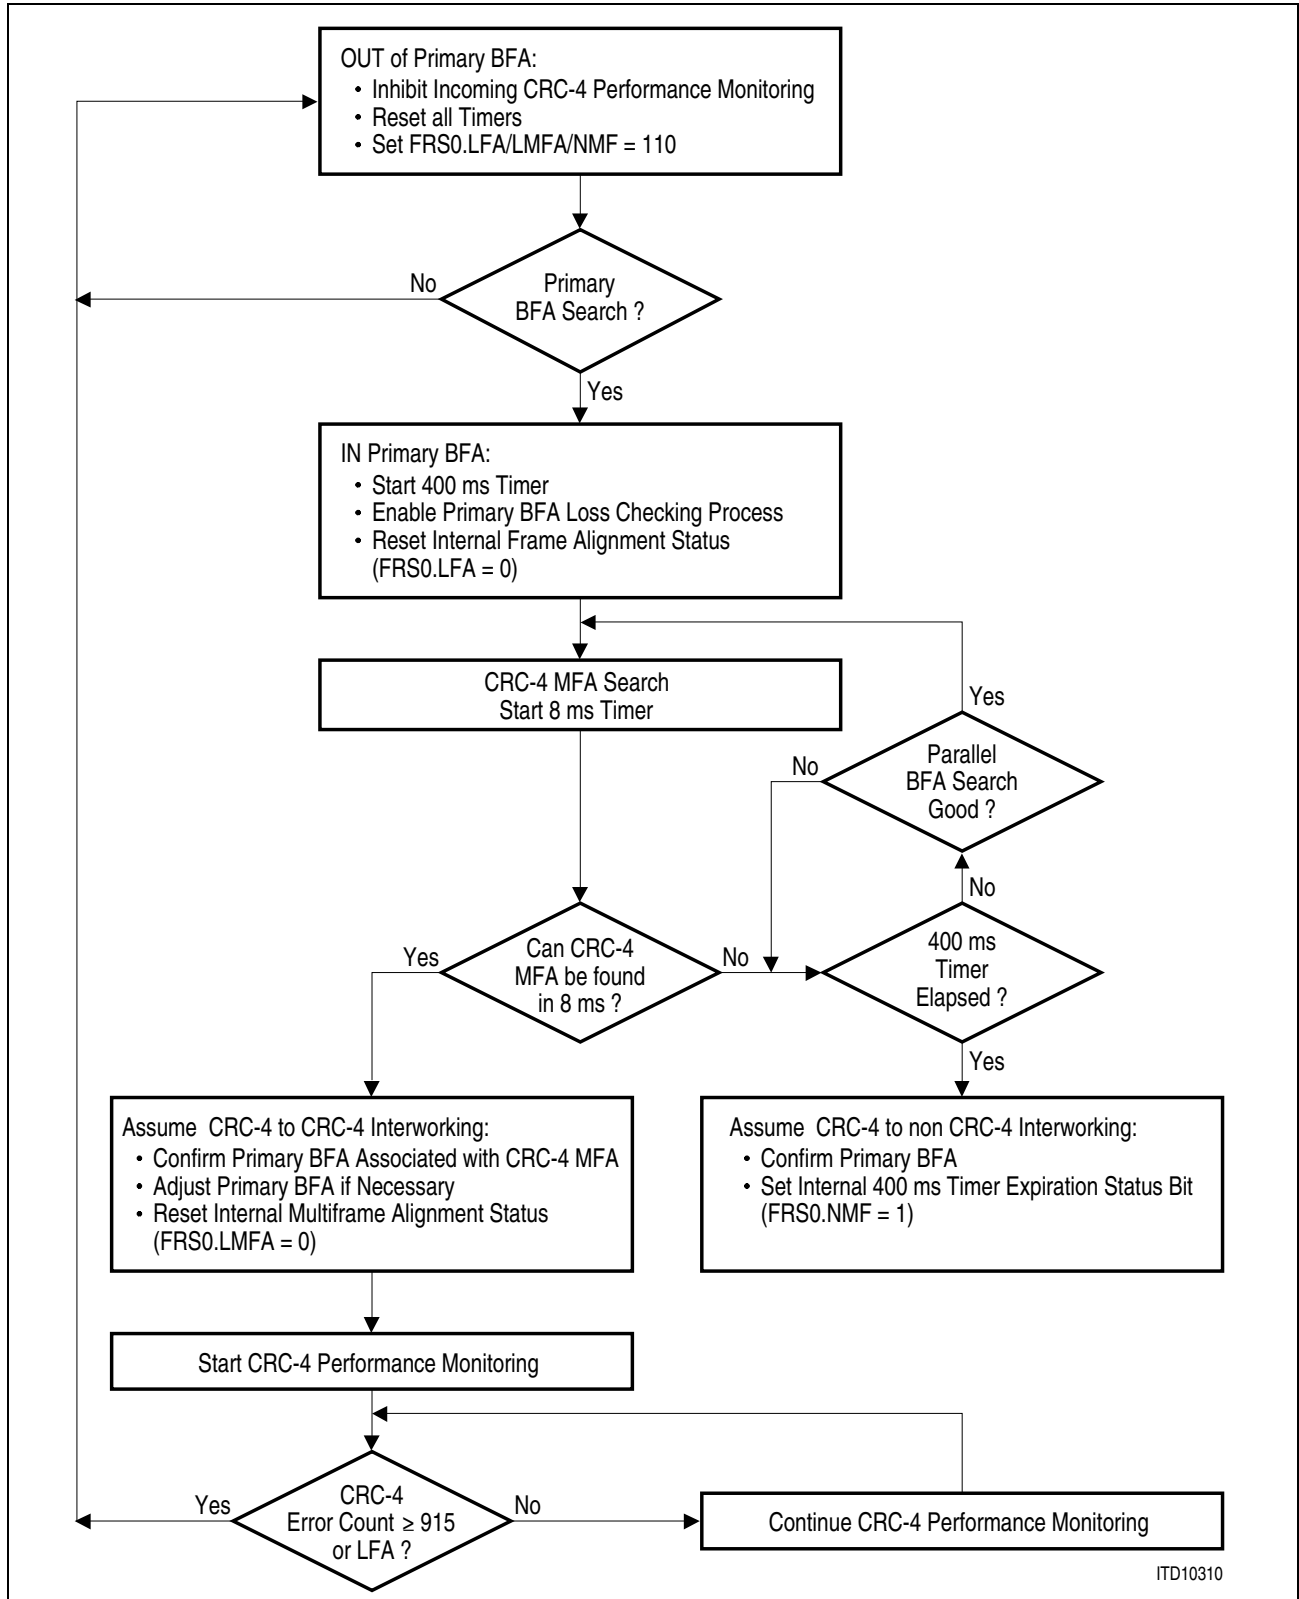 OUT of Primary BFA:
• Inhibit Incoming CRC-4 Performance Monitoring
• Reset all Timers
• Set FRS0.LFA/LMFA/NMF = 110
No
Primary
BFA Search ?
Yes
IN Primary BFA:
• Start 400 ms Timer
• Enable Primary BFA Loss Checking Process
• Reset Internal Frame Alignment Status
(FRS0.LFA = 0)
CRC-4 MFA Search
Start 8 ms Timer
Yes
No
Parallel
BFA Search
Good ?
No
Yes
Can CRC-4
MFA be found
in 8 ms ?
No
400 ms
Timer
Elapsed ?
Yes
Assume CRC-4 to CRC-4 Interworking:
• Confirm Primary BFA Associated with CRC-4 MFA
• Adjust Primary BFA if Necessary
• Reset Internal Multiframe Alignment Status
(FRS0.LMFA = 0)
Assume CRC-4 to non CRC-4 Interworking:
• Confirm Primary BFA
• Set Internal 400 ms Timer Expiration Status Bit
(FRS0.NMF = 1)
Start CRC-4 Performance Monitoring
Yes
CRC-4
Error Count ≥ 915
or LFA ?
No
Continue CRC-4 Performance Monitoring
ITD10310